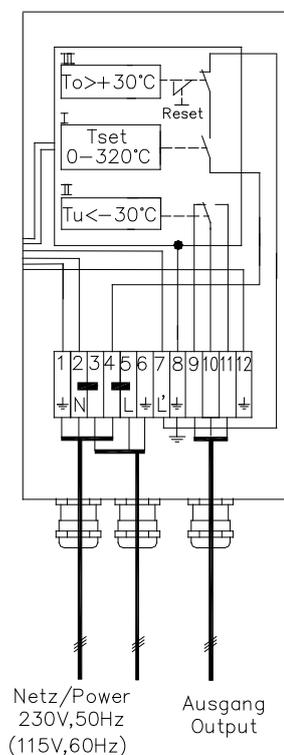 III
To>+30°C
Reset
I
Tset
0-320°C
II
Tu<-30°C
1 2 3 4 5 6 7 8 9 10 11 12
N L L'
Netz/Power
230V,50Hz
(115V,60Hz)
Ausgang
Output